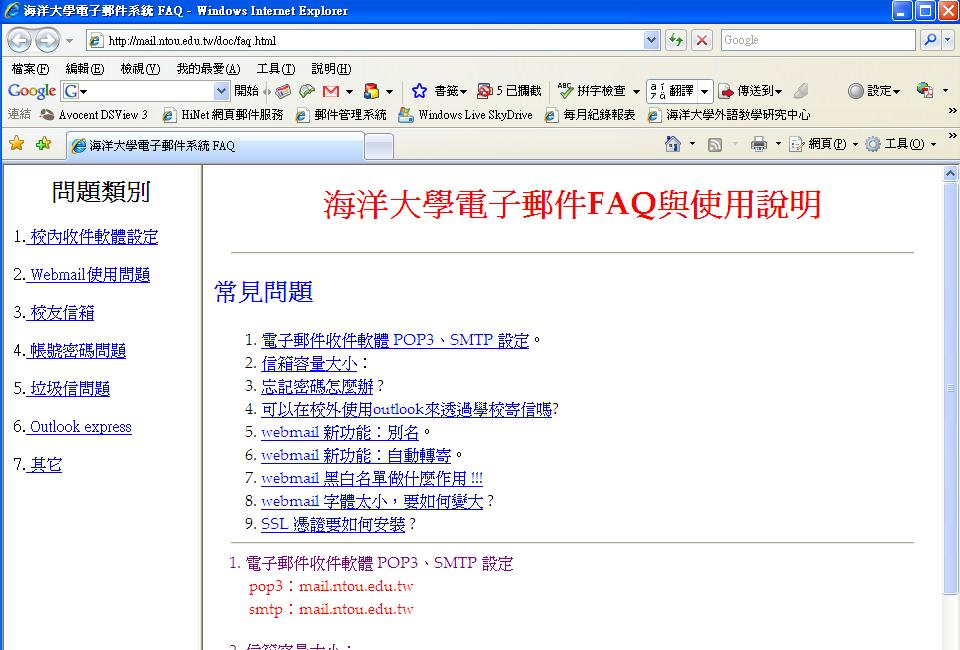 海洋大學電子郵件系統 FAQ - Windows Internet Explorer
http://mail.ntou.edu.tw/doc/faq.html
Google
檔案(F) 編輯(E) 檢視(V) 我的最愛(A) 工具(T) 說明(H)
Google G 開始 書籤 5 已攔截 拼字檢查 翻譯 傳送到 設定
連結 Avocent DSView 3 HiNet 網頁郵件服務 郵件管理系統 Windows Live SkyDrive 每月紀錄報表 海洋大學外語教學研究中心 »
海洋大學電子郵件系統 FAQ 網頁(P) 工具(O) »
問題類別
1. 校內收件軟體設定
2. Webmail使用問題
3. 校友信箱
4. 帳號密碼問題
5. 垃圾信問題
6. Outlook express
7. 其它
海洋大學電子郵件FAQ與使用說明
常見問題
1. 電子郵件收件軟體 POP3、SMTP 設定。
2. 信箱容量大小：
3. 忘記密碼怎麼辦？
4. 可以在校外使用outlook來透過學校寄信嗎?
5. webmail 新功能：別名。
6. webmail 新功能：自動轉寄。
7. webmail 黑白名單做什麼作用 !!!
8. webmail 字體太小，要如何變大？
9. SSL 憑證要如何安裝？
1. 電子郵件收件軟體 POP3、SMTP 設定
pop3：mail.ntou.edu.tw
smtp：mail.ntou.edu.tw
2. 信箱容量大小：